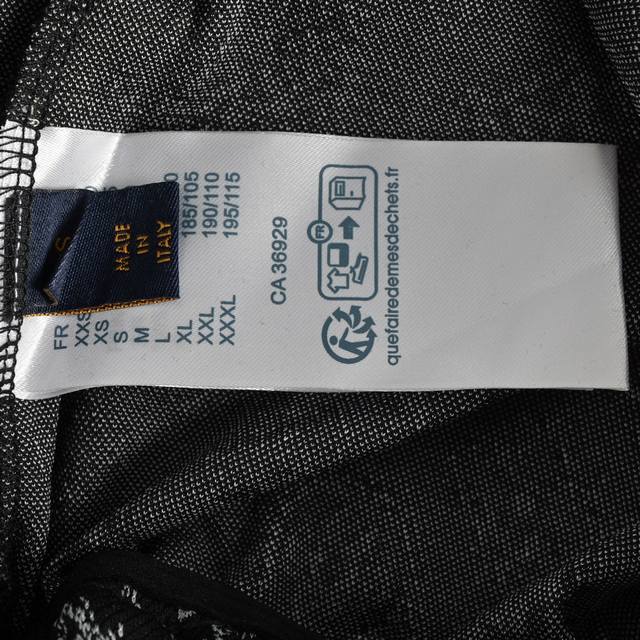 S
MADE
IN
ITALY
FR
XXS
XS
S
M
L
XL
185/105
XXL
190/110
XXXL
195/115
CA 36929
FR
quefairedemesdechets.fr